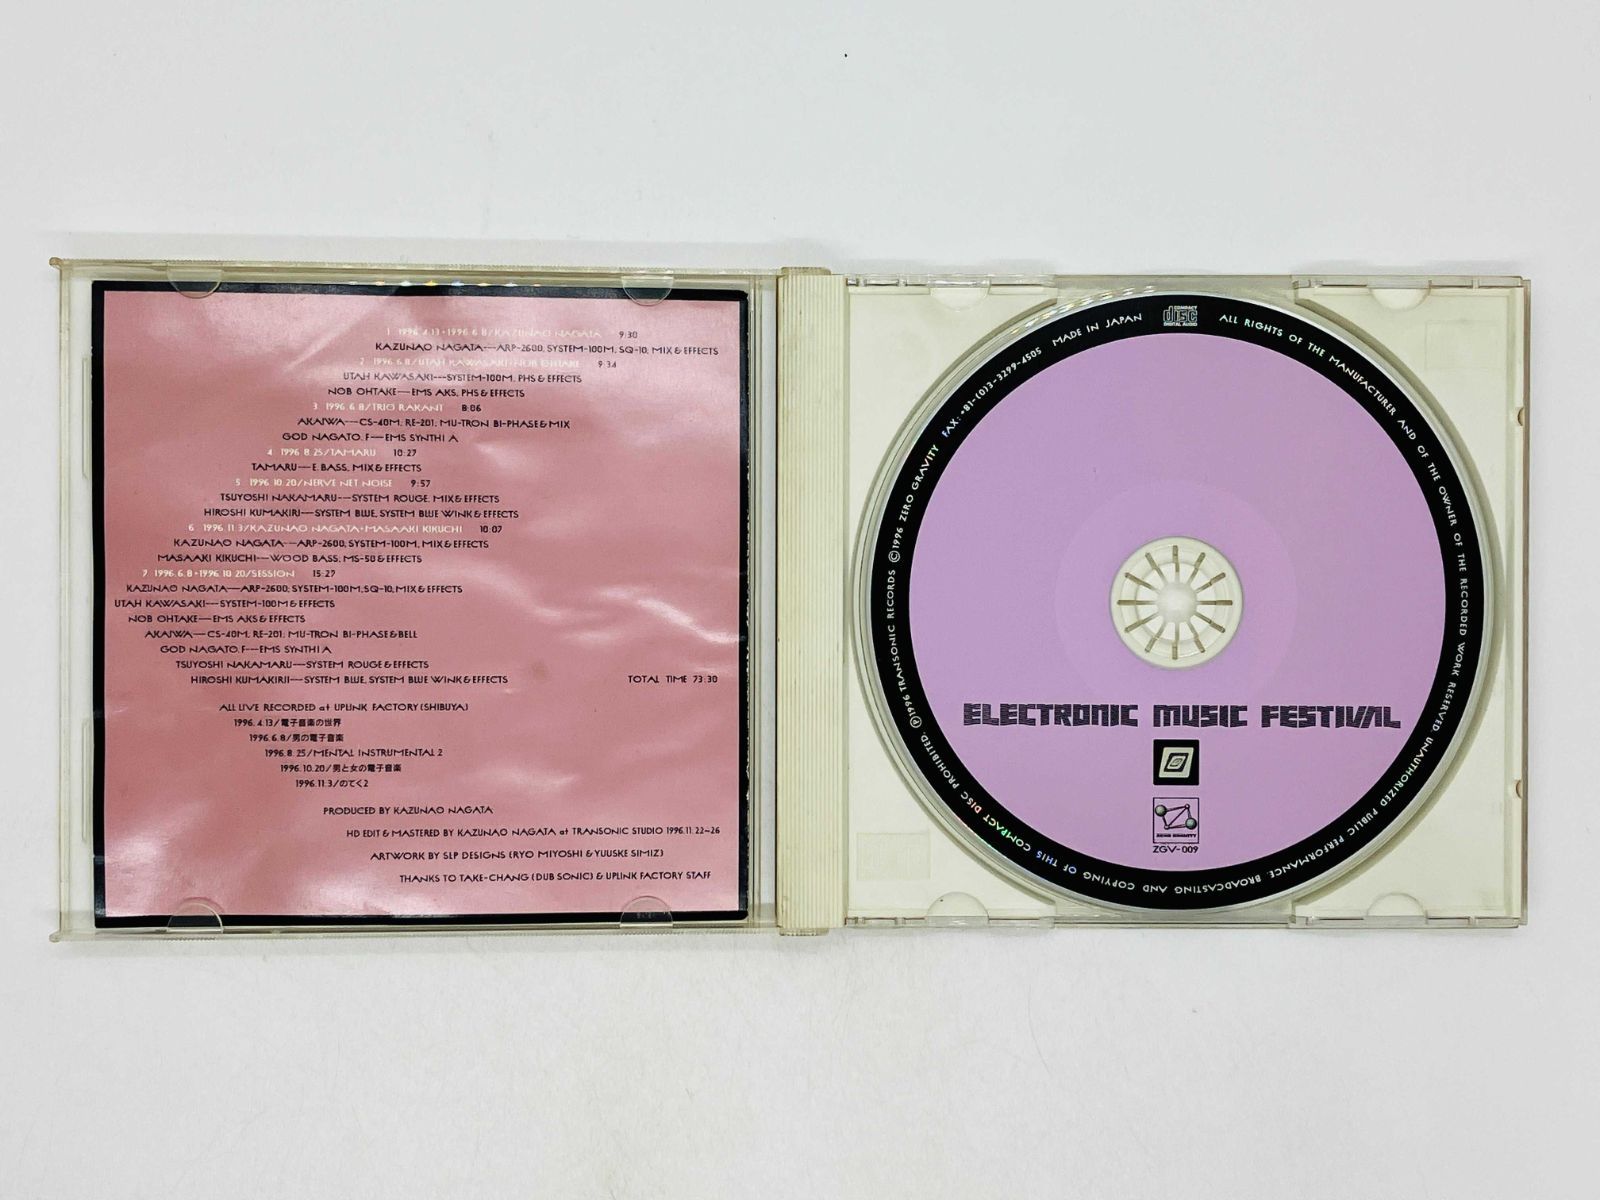 1 1996.4.13+1996.6.8/KAZUNAO NAGATA 9:30
KAZUNAO NAGATA—ARP-2600, SYSTEM-100M, SQ-10, MIX & EFFECTS
2 1996.6.8/UTAH KAWASAKI+NOB OHTAKE 9:34
UTAH KAWASAKI—SYSTEM-100M, PHS & EFFECTS
NOB OHTAKE—EMS AKS, PHS & EFFECTS
3 1996.6.8/TRIO RAKANT 8:06
AKAIWA—CS-40M, RE-201, MU-TRON BI-PHASE & MIX
GOD NAGATO, F—EMS SYNTHI A
4 1996 8.25/TAMARU 10:27
TAMARU—E. BASS, MIX & EFFECTS
5 1996.10.20/NERVE NET NOISE 9:57
TSUYOSHI NAKAMARU—SYSTEM ROUGE, MIX & EFFECTS
HIROSHI KUMAKIRI—SYSTEM BLUE, SYSTEM BLUE WINK & EFFECTS
6 1996.11.3/KAZUNAO NAGATA+MASAAKI KIKUCHI 10:07
KAZUNAO NAGATA—ARP-2600, SYSTEM-100M, MIX & EFFECTS
MASAAKI KIKUCHI—WOOD BASS, MS-50 & EFFECTS
7 1996.6.8+1996.10.20/SESSION 15:27
KAZUNAO NAGATA—ARP-2600, SYSTEM-100M, SQ-10, MIX & EFFECTS
UTAH KAWASAKI—SYSTEM-100M & EFFECTS
NOB OHTAKE—EMS AKS & EFFECTS
AKAIWA—CS-40M, RE-201, MU-TRON BI-PHASE & BELL
GOD NAGATO, F—EMS SYNTHI A
TSUYOSHI NAKAMARU—SYSTEM ROUGE & EFFECTS
HIROSHI KUMAKIRII—SYSTEM BLUE, SYSTEM BLUE WINK & EFFECTS TOTAL TIME 73:30
ALL LIVE RECORDED at UPLINK FACTORY (SHIBUYA)
1996.4.13/電子音楽の世界
1996.6.8/男の電子音楽
1996.8.25/MENTAL INSTRUMENTAL 2
1996.10.20/男と女の電子音楽
1996.11.3/のてく2
PRODUCED BY KAZUNAO NAGATA
HD EDIT & MASTERED BY KAZUNAO NAGATA at TRANSONIC STUDIO 1996.11.22~26
ARTWORK BY SLP DESIGNS (RYO MIYOSHI & YUUSKE SIMIZ)
THANKS TO TAKE-CHANG (DUB SONIC) & UPLINK FACTORY STAFF
Ⓟ1996 TRANSONIC RECORDS ©1996 ZERO GRAVITY FAX: +81-(0)3-3299-4505 MADE IN JAPAN
COMPACT disc DIGITAL AUDIO
ALL RIGHTS OF THE MANUFACTURER AND OF THE OWNER OF THE RECORDED WORK RESERVED. UNAUTHORIZED PUBLIC PERFORMANCE. BROADCASTING AND COPYING OF THIS COMPACT DISC PROHIBITED.
ELECTRONIC MUSIC FESTIVAL
ZERO GRAVITY
ZGV-009